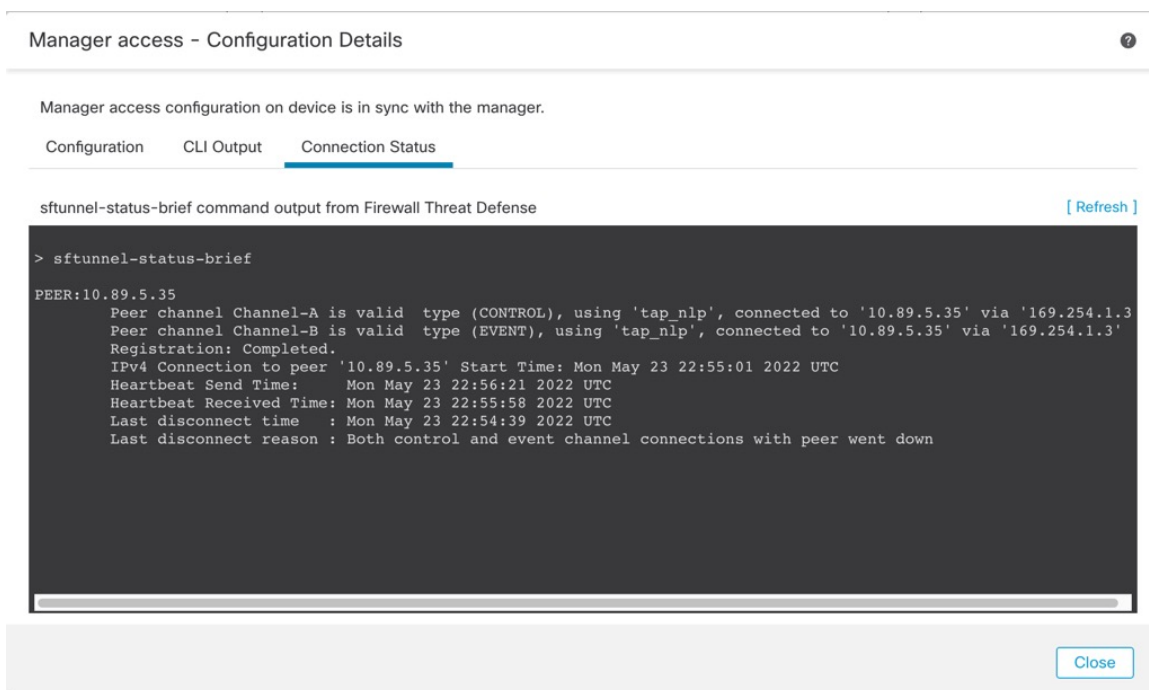 Manager access - Configuration Details
?
Manager access configuration on device is in sync with the manager.
Configuration CLI Output Connection Status
sftunnel-status-brief command output from Firewall Threat Defense [ Refresh ]
> sftunnel-status-brief
PEER:10.89.5.35
Peer channel Channel-A is valid  type (CONTROL), using 'tap_nlp', connected to '10.89.5.35' via '169.254.1.3
Peer channel Channel-B is valid  type (EVENT), using 'tap_nlp', connected to '10.89.5.35' via '169.254.1.3'
Registration: Completed.
IPv4 Connection to peer '10.89.5.35' Start Time: Mon May 23 22:55:01 2022 UTC
Heartbeat Send Time:     Mon May 23 22:56:21 2022 UTC
Heartbeat Received Time: Mon May 23 22:55:58 2022 UTC
Last disconnect time   : Mon May 23 22:54:39 2022 UTC
Last disconnect reason : Both control and event channel connections with peer went down
Close